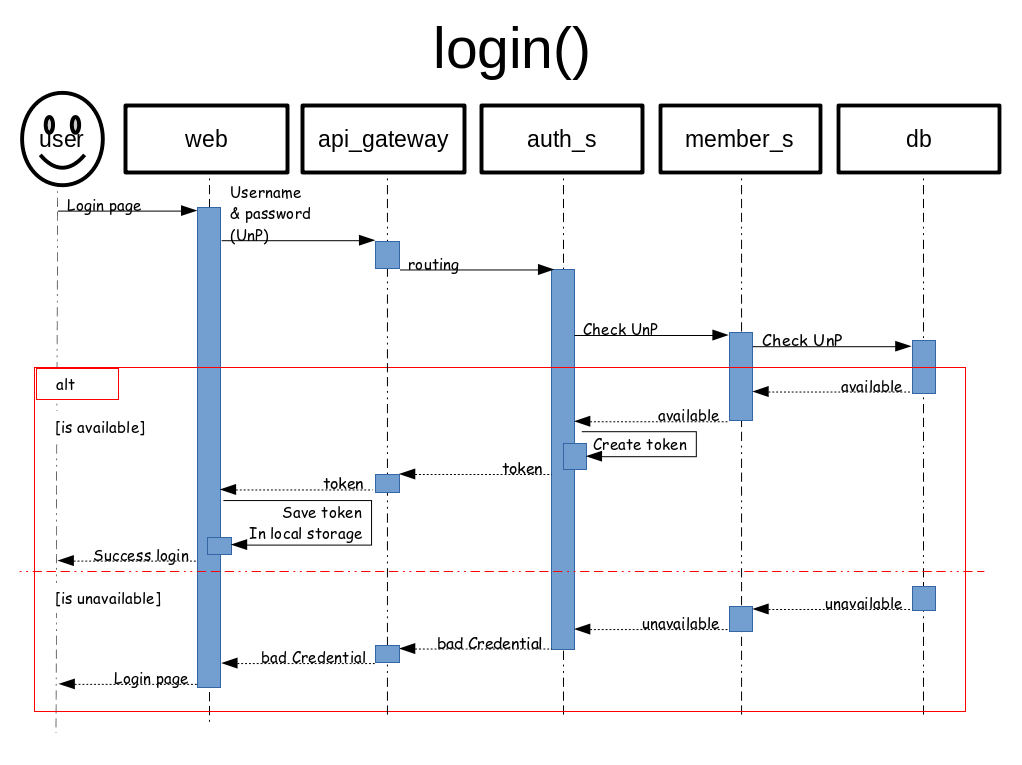 login()
user
web
api_gateway
auth_s
member_s
db
Login page
Username
& password
(UnP)
routing
Check UnP
Check UnP
alt
available
available
[is available]
Create token
token
token
Save token
In local storage
Success login
[is unavailable]
unavailable
unavailable
bad Credential
bad Credential
Login page